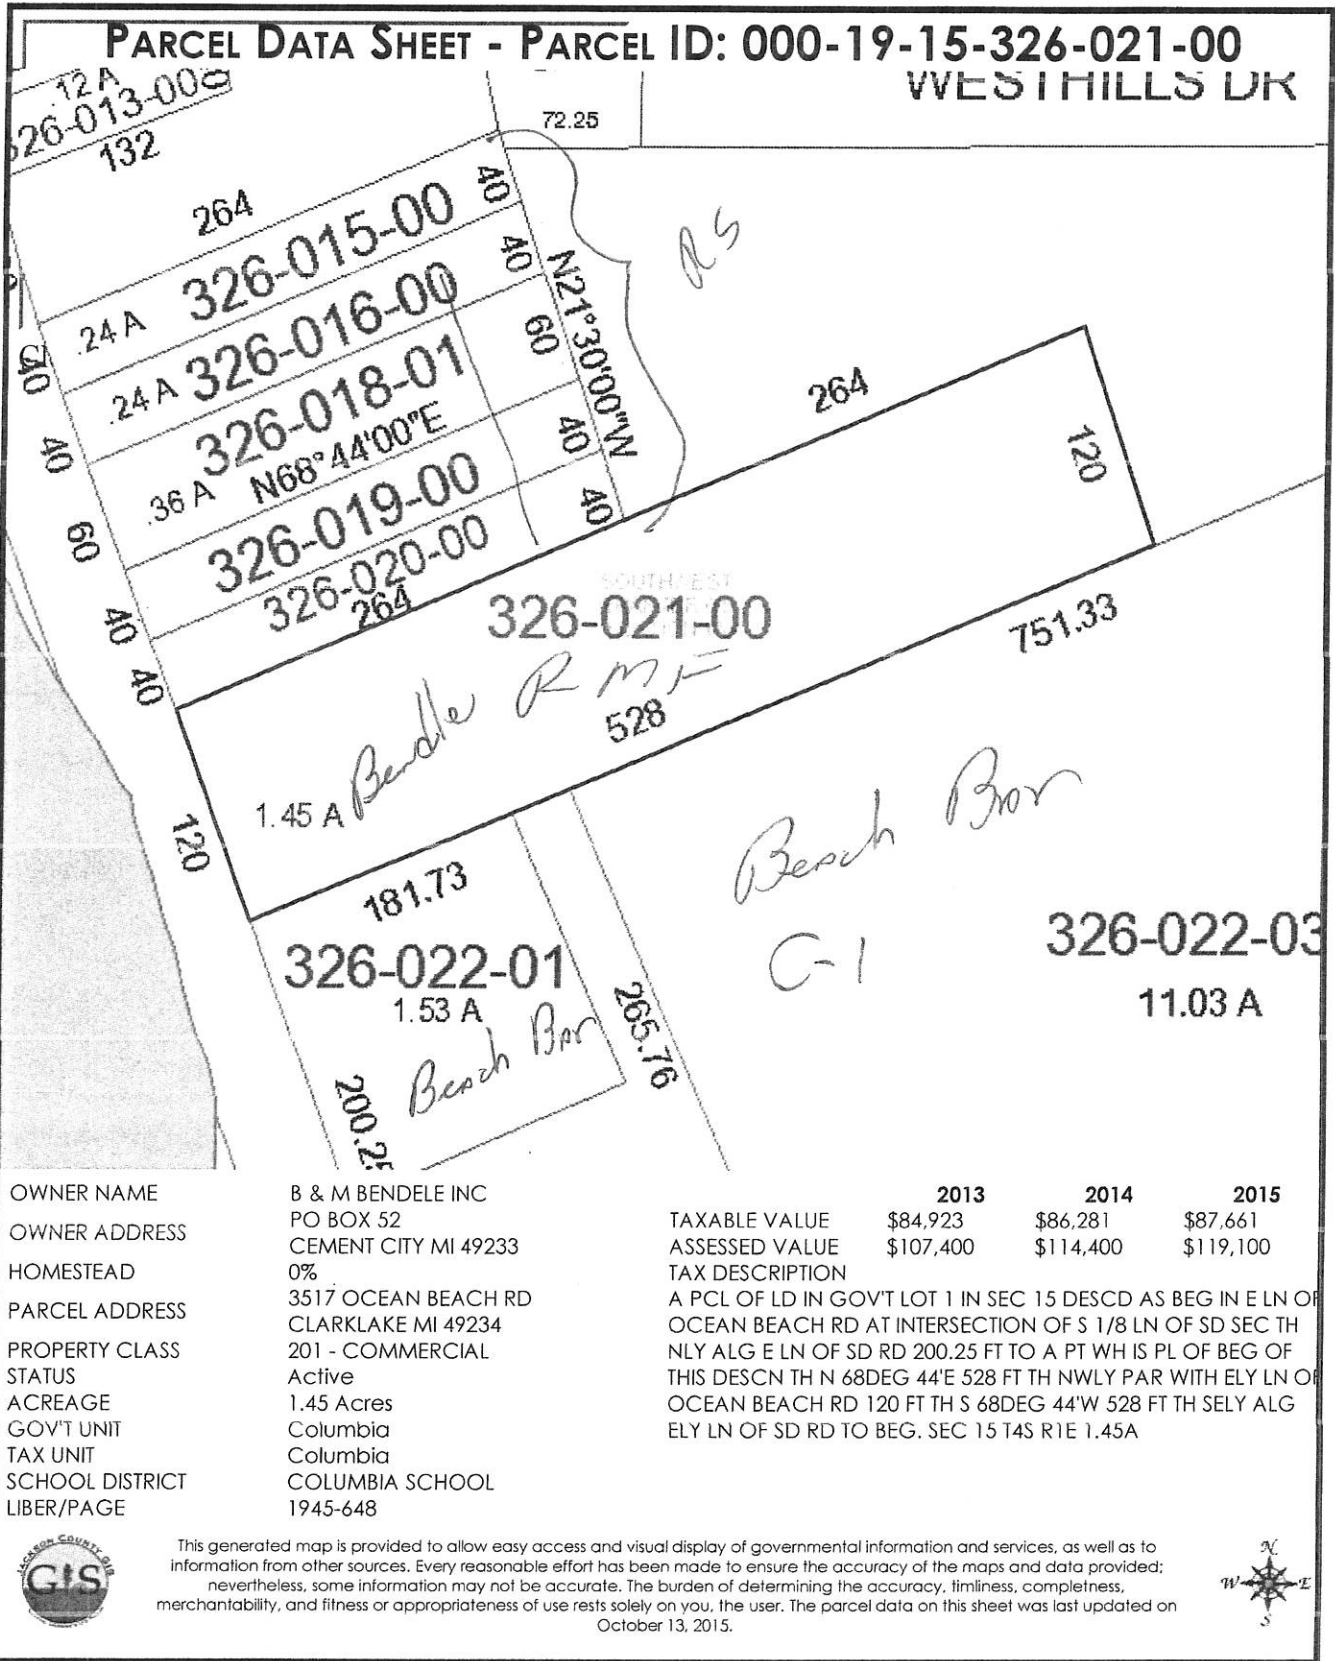 PARCEL DATA SHEET - PARCEL ID: 000-19-15-326-021-00
WESTHILLS DR
.12 A
326-013-00
132
72.25
264
40
326-015-00
.24 A
40
40
326-016-00
.24 A
N21°30'00"W
40
60
326-018-01
N68°44'00"E
.36 A
60
40
326-019-00
40
40
326-020-00
40
RS
264
120
264
326-021-00
751.33
Bendle RMF
528
1.45 A
120
181.73
Beach Bar
C-1
326-022-03
11.03 A
326-022-01
1.53 A
Beach Bar
265.76
200.25
OWNER NAME B & M BENDELE INC
OWNER ADDRESS PO BOX 52
CEMENT CITY MI 49233
HOMESTEAD 0%
PARCEL ADDRESS 3517 OCEAN BEACH RD
CLARKLAKE MI 49234
PROPERTY CLASS 201 - COMMERCIAL
STATUS Active
ACREAGE 1.45 Acres
GOV'T UNIT Columbia
TAX UNIT Columbia
SCHOOL DISTRICT COLUMBIA SCHOOL
LIBER/PAGE 1945-648
2013 2014 2015
TAXABLE VALUE $84,923 $86,281 $87,661
ASSESSED VALUE $107,400 $114,400 $119,100
TAX DESCRIPTION
A PCL OF LD IN GOV'T LOT 1 IN SEC 15 DESCD AS BEG IN E LN OF
OCEAN BEACH RD AT INTERSECTION OF S 1/8 LN OF SD SEC TH
NLY ALG E LN OF SD RD 200.25 FT TO A PT WH IS PL OF BEG OF
THIS DESCN TH N 68DEG 44'E 528 FT TH NWLY PAR WITH ELY LN OF
OCEAN BEACH RD 120 FT TH S 68DEG 44'W 528 FT TH SELY ALG
ELY LN OF SD RD TO BEG. SEC 15 T4S R1E 1.45A
JACKSON COUNTY GIS
GIS
This generated map is provided to allow easy access and visual display of governmental information and services, as well as to
information from other sources. Every reasonable effort has been made to ensure the accuracy of the maps and data provided;
nevertheless, some information may not be accurate. The burden of determining the accuracy, timliness, completness,
merchantability, and fitness or appropriateness of use rests solely on you, the user. The parcel data on this sheet was last updated on
October 13, 2015.
N
W E
S